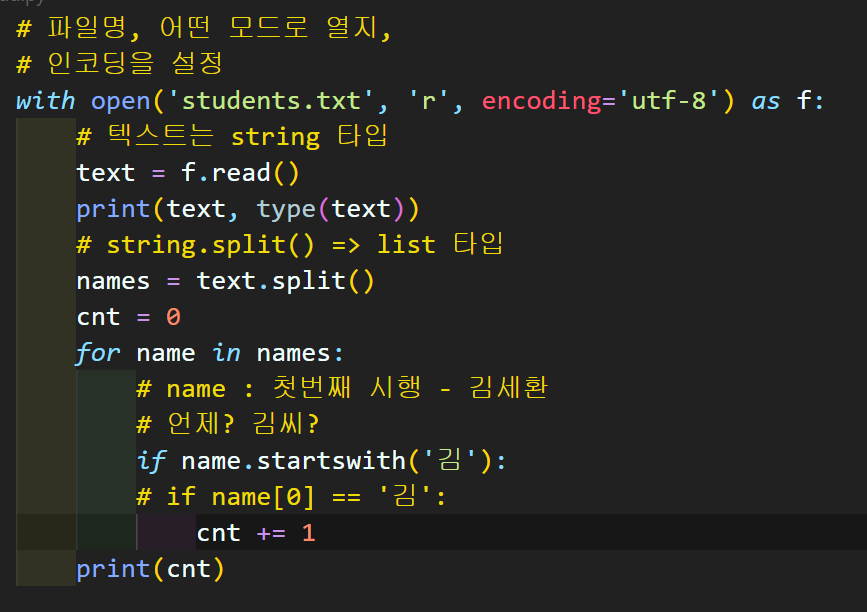 # 파일명, 어떤 모드로 열지,
# 인코딩을 설정
with open('students.txt', 'r', encoding='utf-8') as f:
    # 텍스트는 string 타입
    text = f.read()
    print(text, type(text))
    # string.split() => list 타입
    names = text.split()
    cnt = 0
    for name in names:
        # name : 첫번째 시행 - 김세환
        # 언제? 김씨?
        if name.startswith('김'):
        # if name[0] == '김':
            cnt += 1
    print(cnt)